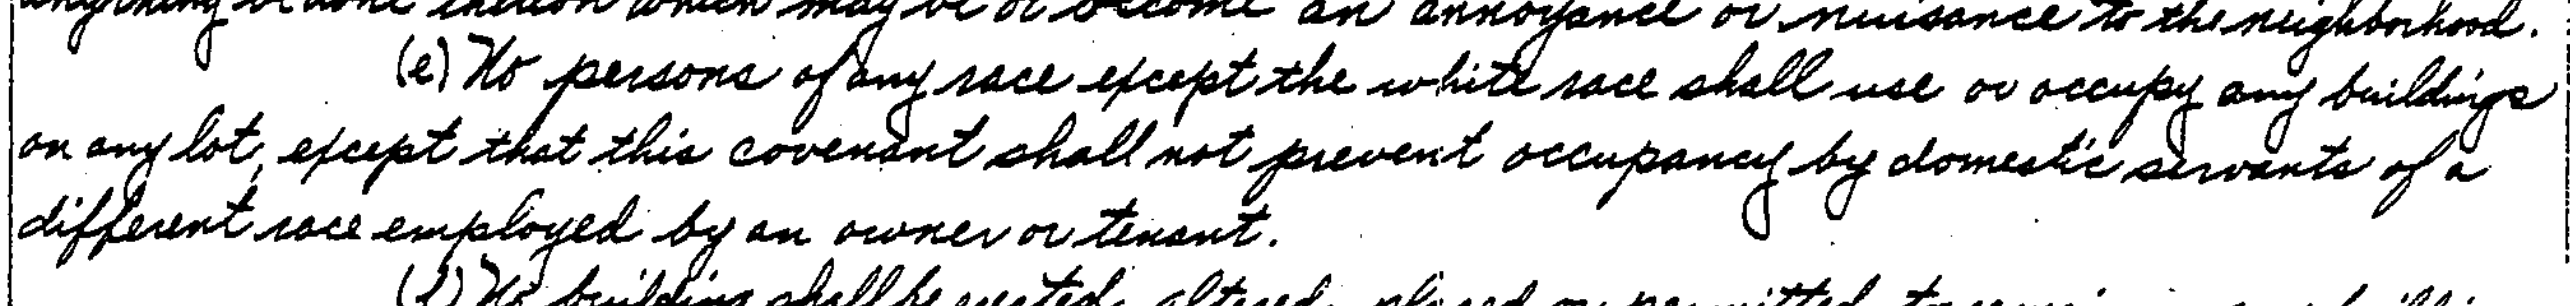 anything be done thereon which may be or become an annoyance or nuisance to the neighborhood.
(e) No persons of any race except the white race shall use or occupy any buildings
on any lot, except that this covenant shall not prevent occupancy by domestic servants of a
different race employed by an owner or tenant.
(f) No building shall be erected, altered, placed or permitted to remain